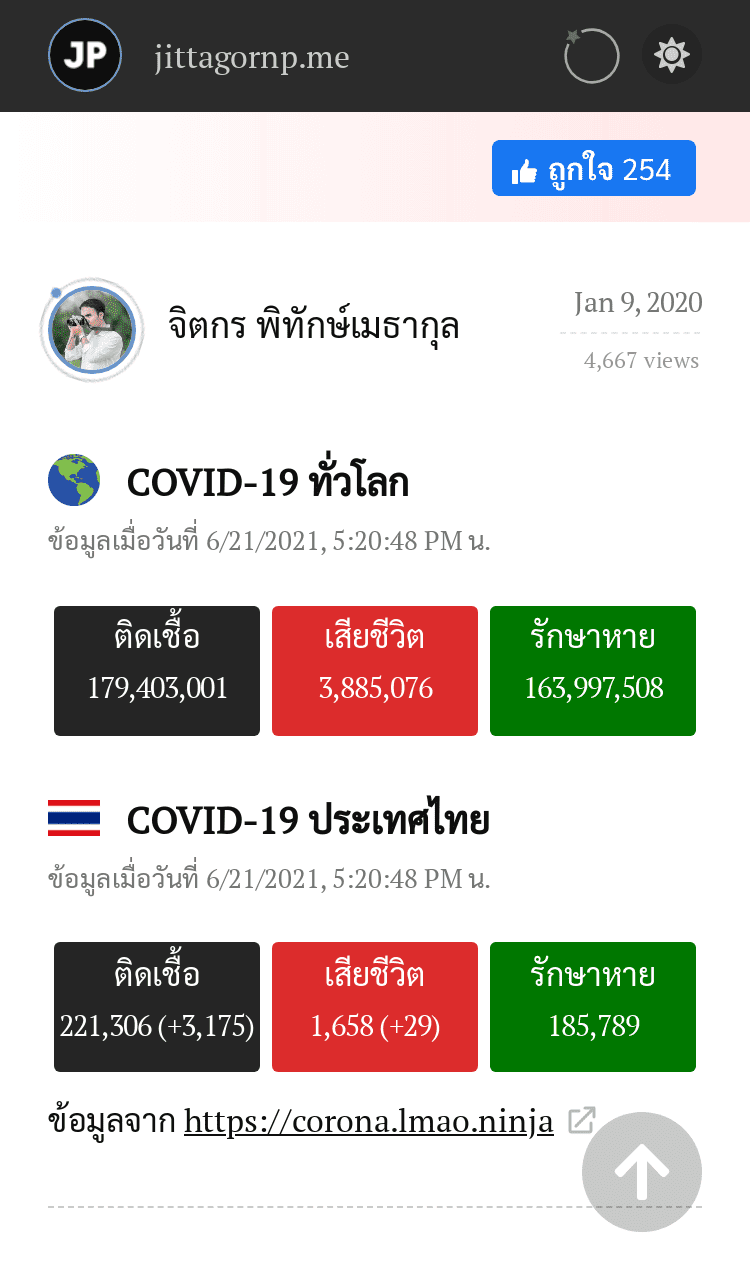 JP
jittagornp.me
ถูกใจ 254
จิตกร พิทักษ์เมธากุล
Jan 9, 2020
4,667 views
COVID-19 ทั่วโลก
ข้อมูลเมื่อวันที่ 6/21/2021, 5:20:48 PM น.
ติดเชื้อ
179,403,001
เสียชีวิต
3,885,076
รักษาหาย
163,997,508
COVID-19 ประเทศไทย
ข้อมูลเมื่อวันที่ 6/21/2021, 5:20:48 PM น.
ติดเชื้อ
221,306 (+3,175)
เสียชีวิต
1,658 (+29)
รักษาหาย
185,789
ข้อมูลจาก https://corona.lmao.ninja